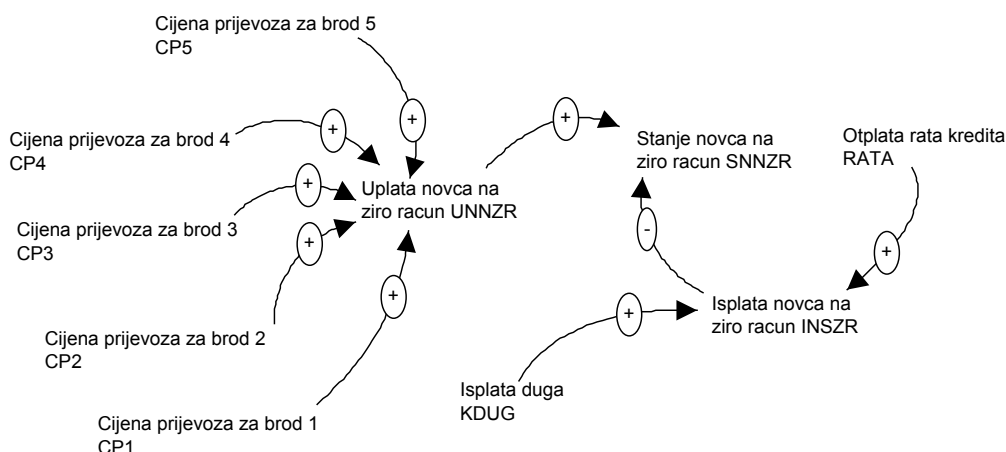 Cijena prijevoza za brod 5
CP5
+
+
+
Cijena prijevoza za brod 4
CP4
Stanje novca na
ziro racun SNNZR
Otplata rata kredita
RATA
Uplata novca na
ziro racun UNNZR
+
Cijena prijevoza za brod 3
CP3
+
-
+
+
Isplata novca na
ziro racun INSZR
+
Cijena prijevoza za brod 2
CP2
Isplata duga
KDUG
Cijena prijevoza za brod 1
CP1